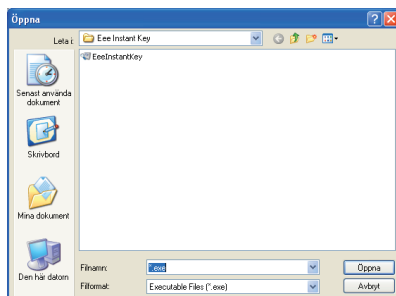 Öppna
Leta i:
Eee Instant Key
EeeInstantKey
Senast använda
dokument
Skrivbord
Mina dokument
Den här datorn
Filnamn:
*.exe
Öppna
Filformat:
Executable Files (*.exe)
Avbryt